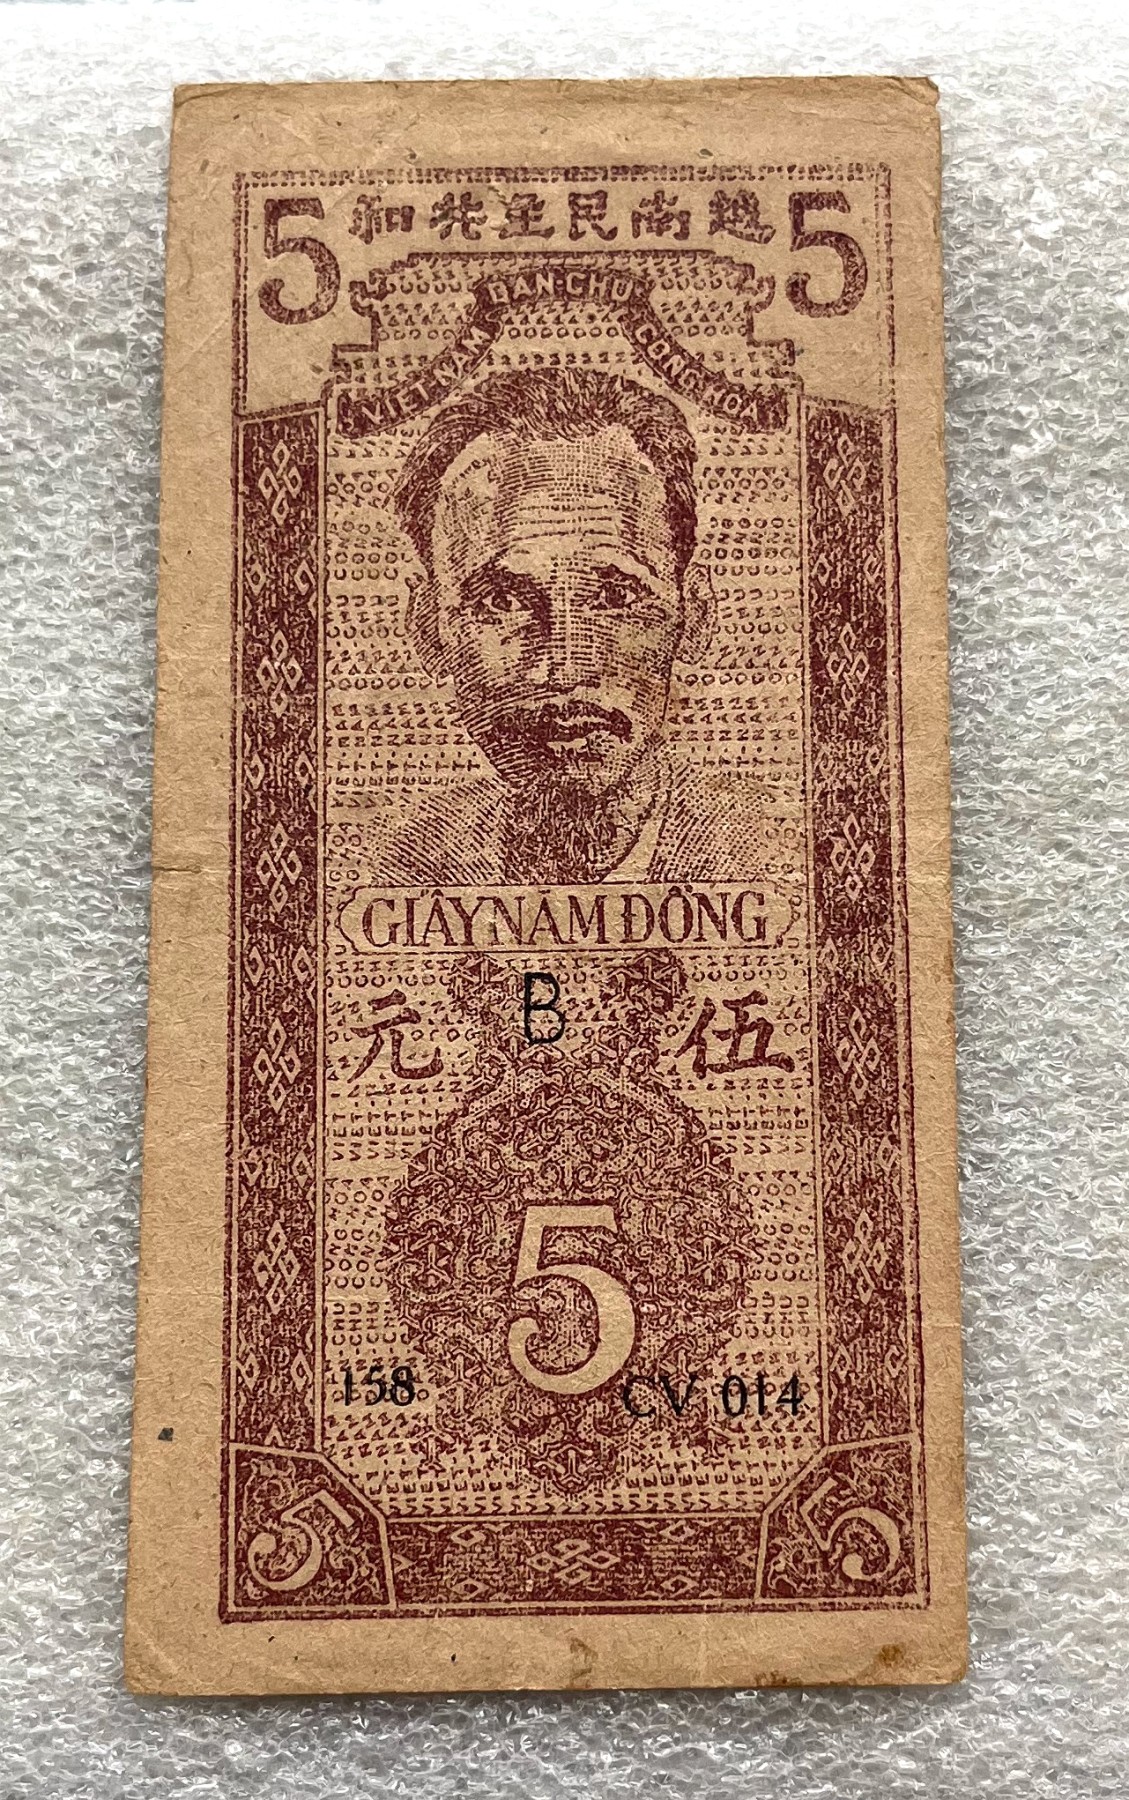 5 越南民主共和 5
VIỆT-NAM DÂN-CHỦ CỘNG-HÒA
GIẤY NĂM ĐỒNG
B
伍元
5
158 CV 014
5 5